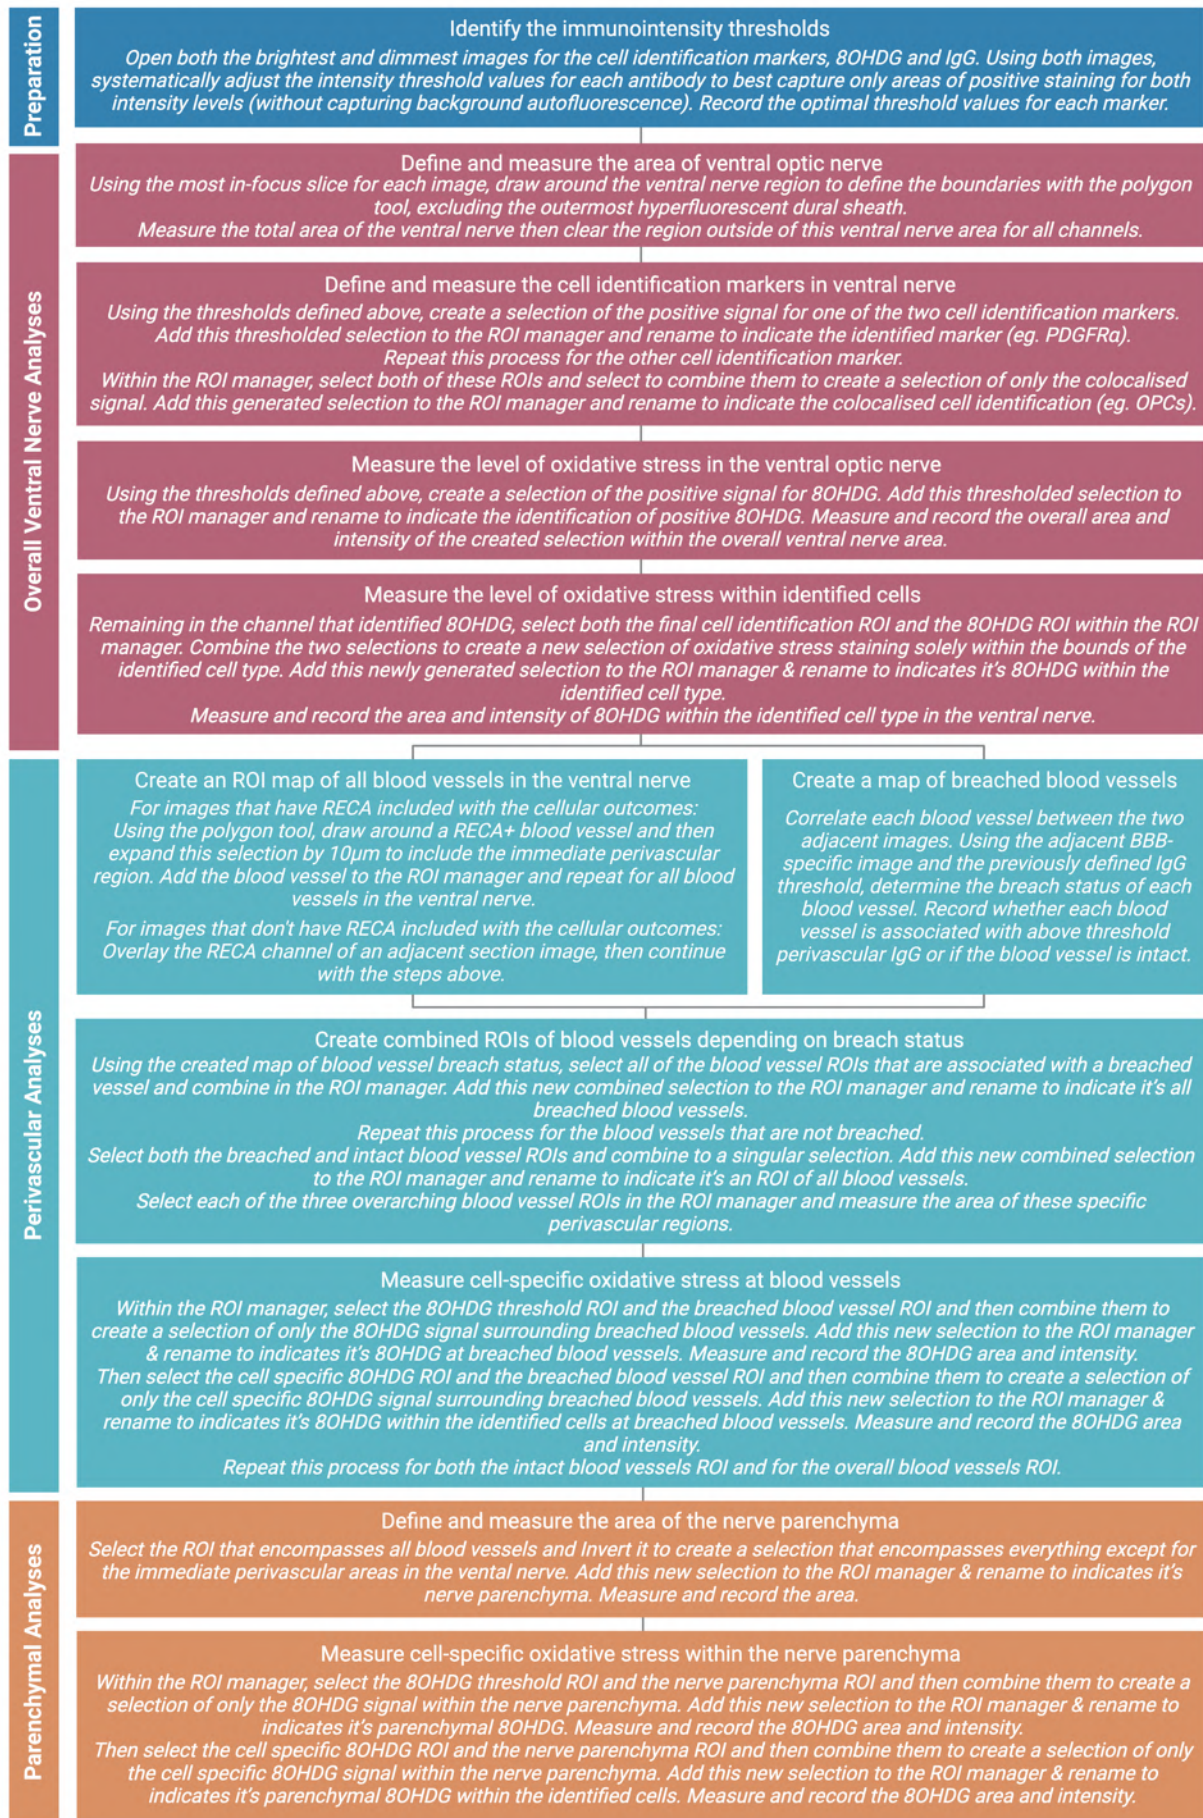 Preparation
Identify the immunointensity thresholds
Open both the brightest and dimmest images for the cell identification markers, 8OHDG and IgG. Using both images,
systematically adjust the intensity threshold values for each antibody to best capture only areas of positive staining for both
intensity levels (without capturing background autofluorescence). Record the optimal threshold values for each marker.
Overall Ventral Nerve Analyses
Define and measure the area of ventral optic nerve
Using the most in-focus slice for each image, draw around the ventral nerve region to define the boundaries with the polygon
tool, excluding the outermost hyperfluorescent dural sheath.
Measure the total area of the ventral nerve then clear the region outside of this ventral nerve area for all channels.
Define and measure the cell identification markers in ventral nerve
Using the thresholds defined above, create a selection of the positive signal for one of the two cell identification markers.
Add this thresholded selection to the ROI manager and rename to indicate the identified marker (eg. PDGFRα).
Repeat this process for the other cell identification marker.
Within the ROI manager, select both of these ROIs and select to combine them to create a selection of only the colocalised
signal. Add this generated selection to the ROI manager and rename to indicate the colocalised cell identification (eg. OPCs).
Measure the level of oxidative stress in the ventral optic nerve
Using the thresholds defined above, create a selection of the positive signal for 8OHDG. Add this thresholded selection to
the ROI manager and rename to indicate the identification of positive 8OHDG. Measure and record the overall area and
intensity of the created selection within the overall ventral nerve area.
Measure the level of oxidative stress within identified cells
Remaining in the channel that identified 8OHDG, select both the final cell identification ROI and the 8OHDG ROI within the ROI
manager. Combine the two selections to create a new selection of oxidative stress staining solely within the bounds of the
identified cell type. Add this newly generated selection to the ROI manager & rename to indicates it's 8OHDG within the
identified cell type.
Measure and record the area and intensity of 8OHDG within the identified cell type in the ventral nerve.
Perivascular Analyses
Create an ROI map of all blood vessels in the ventral nerve
For images that have RECA included with the cellular outcomes:
Using the polygon tool, draw around a RECA+ blood vessel and then
expand this selection by 10µm to include the immediate perivascular
region. Add the blood vessel to the ROI manager and repeat for all blood
vessels in the ventral nerve.
For images that don't have RECA included with the cellular outcomes:
Overlay the RECA channel of an adjacent section image, then continue
with the steps above.
Create a map of breached blood vessels
Correlate each blood vessel between the two
adjacent images. Using the adjacent BBB-
specific image and the previously defined IgG
threshold, determine the breach status of each
blood vessel. Record whether each blood
vessel is associated with above threshold
perivascular IgG or if the blood vessel is intact.
Create combined ROIs of blood vessels depending on breach status
Using the created map of blood vessel breach status, select all of the blood vessel ROIs that are associated with a breached
vessel and combine in the ROI manager. Add this new combined selection to the ROI manager and rename to indicate it's all
breached blood vessels.
Repeat this process for the blood vessels that are not breached.
Select both the breached and intact blood vessel ROIs and combine to a singular selection. Add this new combined selection
to the ROI manager and rename to indicate it's an ROI of all blood vessels.
Select each of the three overarching blood vessel ROIs in the ROI manager and measure the area of these specific
perivascular regions.
Measure cell-specific oxidative stress at blood vessels
Within the ROI manager, select the 8OHDG threshold ROI and the breached blood vessel ROI and then combine them to
create a selection of only the 8OHDG signal surrounding breached blood vessels. Add this new selection to the ROI manager
& rename to indicates it's 8OHDG at breached blood vessels. Measure and record the 8OHDG area and intensity.
Then select the cell specific 8OHDG ROI and the breached blood vessel ROI and then combine them to create a selection of
only the cell specific 8OHDG signal surrounding breached blood vessels. Add this new selection to the ROI manager &
rename to indicates it's 8OHDG within the identified cells at breached blood vessels. Measure and record the 8OHDG area
and intensity.
Repeat this process for both the intact blood vessels ROI and for the overall blood vessels ROI.
Parenchymal Analyses
Define and measure the area of the nerve parenchyma
Select the ROI that encompasses all blood vessels and Invert it to create a selection that encompasses everything except for
the immediate perivascular areas in the vental nerve. Add this new selection to the ROI manager & rename to indicates it's
nerve parenchyma. Measure and record the area.
Measure cell-specific oxidative stress within the nerve parenchyma
Within the ROI manager, select the 8OHDG threshold ROI and the nerve parenchyma ROI and then combine them to create a
selection of only the 8OHDG signal within the nerve parenchyma. Add this new selection to the ROI manager & rename to
indicates it's parenchymal 8OHDG. Measure and record the 8OHDG area and intensity.
Then select the cell specific 8OHDG ROI and the nerve parenchyma ROI and then combine them to create a selection of only
the cell specific 8OHDG signal within the nerve parenchyma. Add this new selection to the ROI manager & rename to
indicates it's parenchymal 8OHDG within the identified cells. Measure and record the 8OHDG area and intensity.